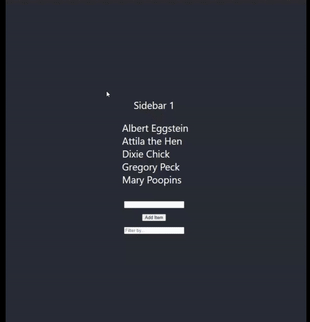 Sidebar 1
Albert Eggstein
Attila the Hen
Dixie Chick
Gregory Peck
Mary Poopins
Add Item
Filter by...